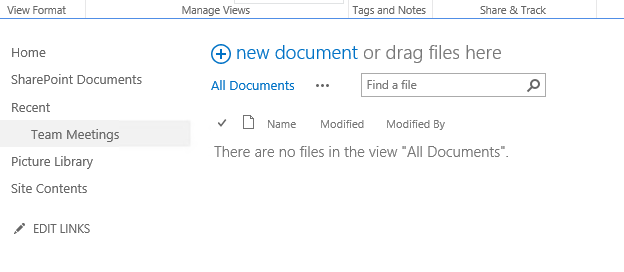 View Format Manage Views Tags and Notes Share & Track
Home
SharePoint Documents
Recent
Team Meetings
Picture Library
Site Contents
EDIT LINKS
new document or drag files here
All Documents ... Find a file
Name Modified Modified By
There are no files in the view "All Documents".